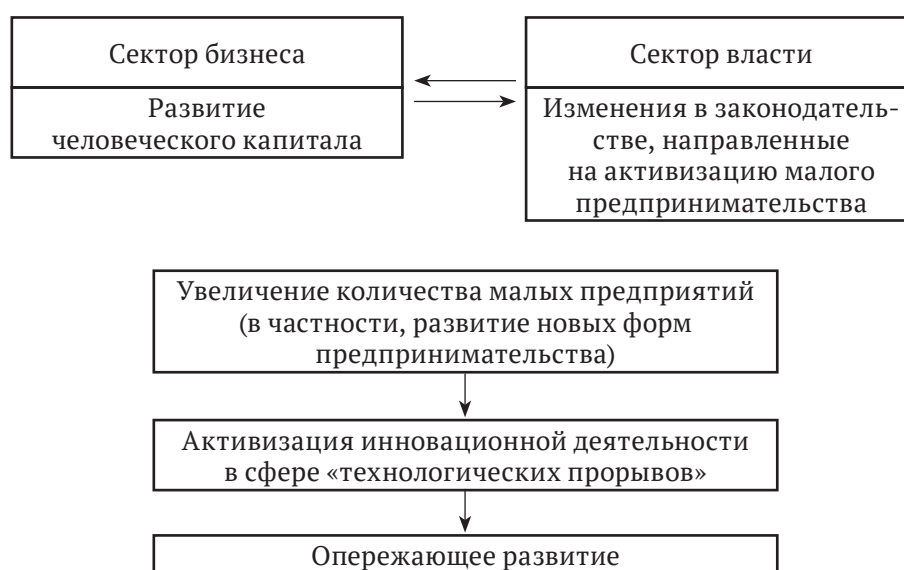 Сектор бизнеса
Развитие
человеческого капитала
Сектор власти
Изменения в законодатель-
стве, направленные
на активизацию малого
предпринимательства
Увеличение количества малых предприятий
(в частности, развитие новых форм
предпринимательства)
Активизация инновационной деятельности
в сфере «технологических прорывов»
Опережающее развитие